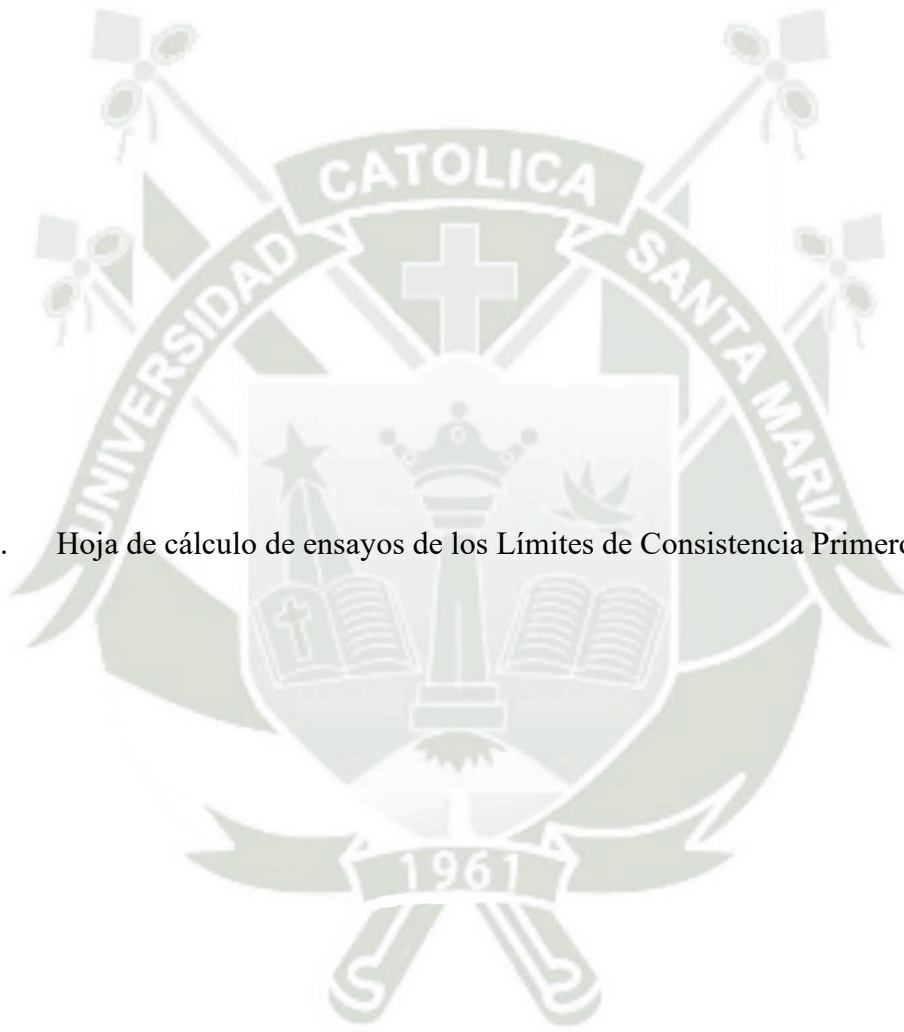 CATOLICA
UNIVERSIDAD
SANTA MARIA
. Hoja de cálculo de ensayos de los Límites de Consistencia Primero
1961